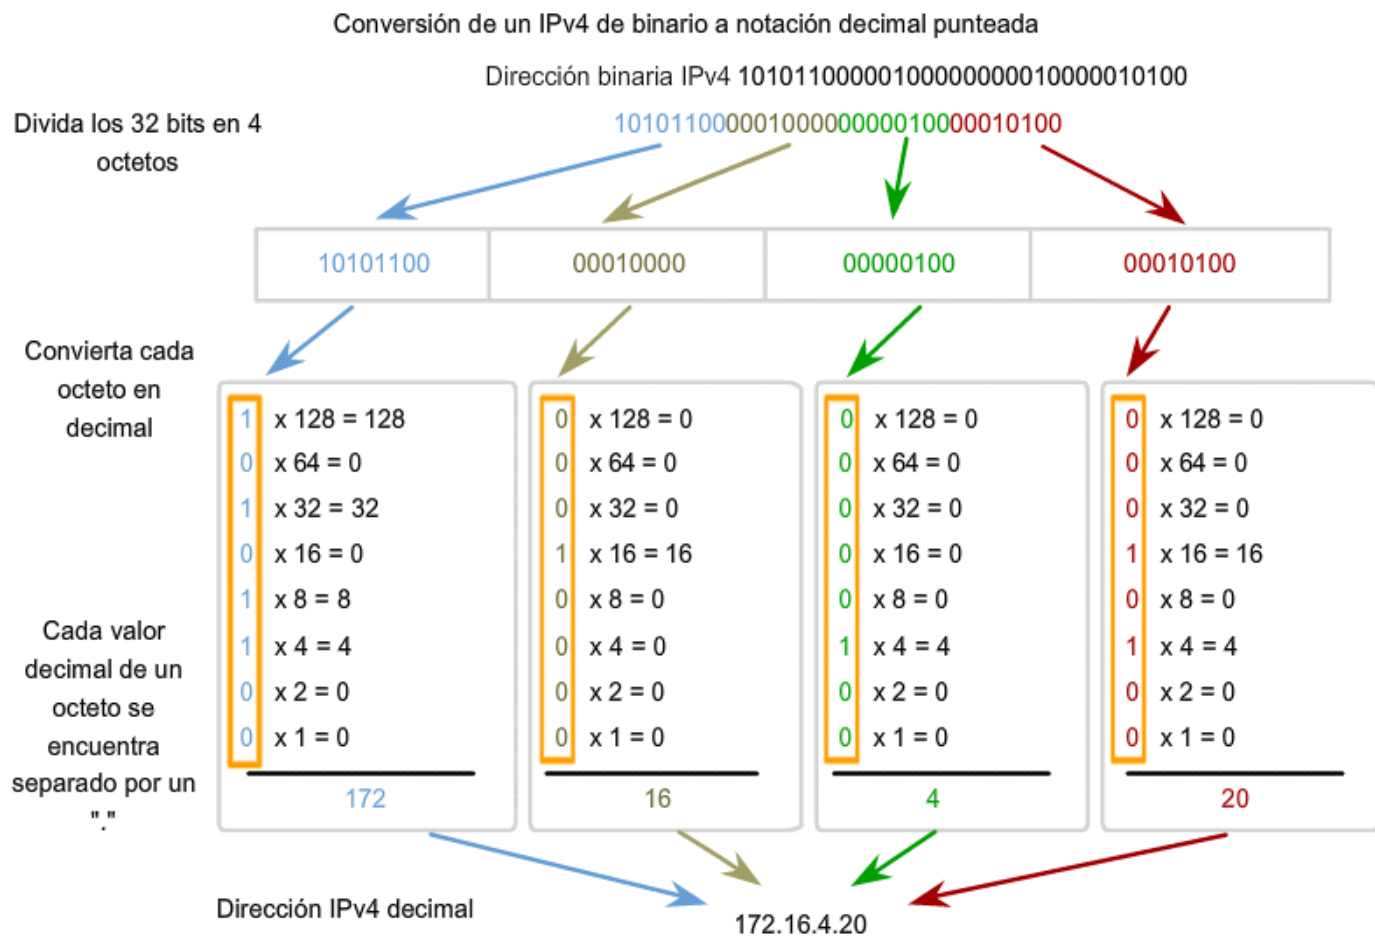 Conversión de un IPv4 de binario a notación decimal punteada
Dirección binaria IPv4 10101100000100000000010000010100
Divida los 32 bits en 4
octetos
10101100000100000000010000010100
10101100 00010000 00000100 00010100
Convierta cada
octeto en
decimal
1 x 128 = 128
0 x 64 = 0
1 x 32 = 32
0 x 16 = 0
1 x 8 = 8
1 x 4 = 4
0 x 2 = 0
0 x 1 = 0
172
0 x 128 = 0
0 x 64 = 0
0 x 32 = 0
1 x 16 = 16
0 x 8 = 0
0 x 4 = 0
0 x 2 = 0
0 x 1 = 0
16
0 x 128 = 0
0 x 64 = 0
0 x 32 = 0
0 x 16 = 0
0 x 8 = 0
1 x 4 = 4
0 x 2 = 0
0 x 1 = 0
4
0 x 128 = 0
0 x 64 = 0
0 x 32 = 0
1 x 16 = 16
0 x 8 = 0
1 x 4 = 4
0 x 2 = 0
0 x 1 = 0
20
Cada valor
decimal de un
octeto se
encuentra
separado por un
"."
Dirección IPv4 decimal
172.16.4.20